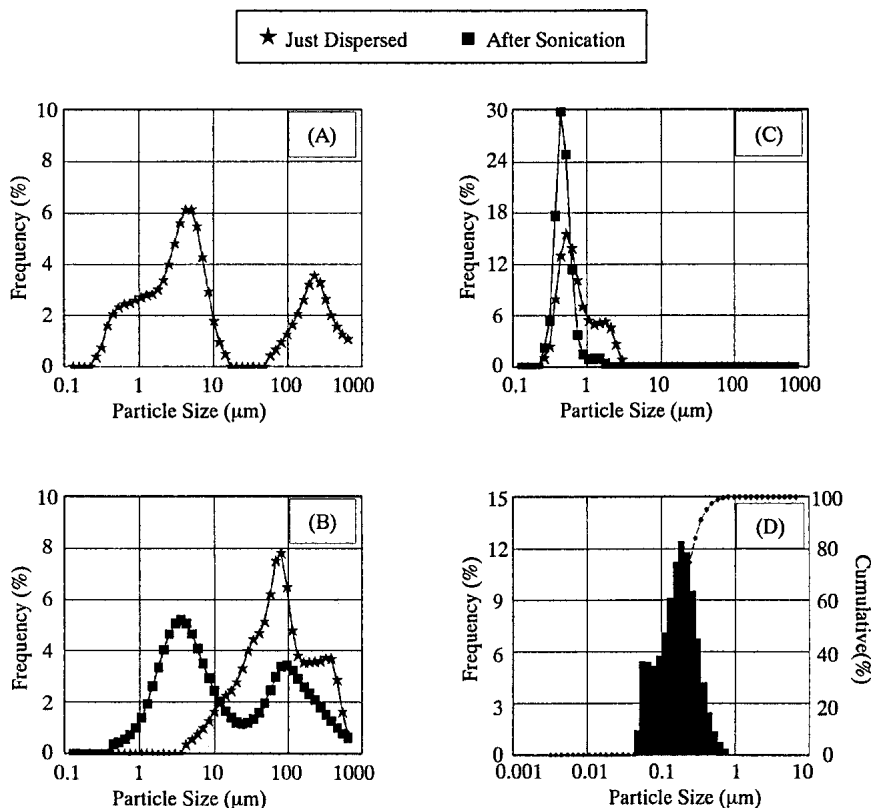 ★ Just Dispersed ■ After Sonication
(A)
Frequency (%)
10
8
6
4
2
0
0.1 1 10 100 1000
Particle Size (μm)
(C)
Frequency (%)
30
24
18
12
6
0
0.1 1 10 100 1000
Particle Size (μm)
(B)
Frequency (%)
10
8
6
4
2
0
0.1 1 10 100 1000
Particle Size (μm)
(D)
Frequency (%)
15
12
9
6
3
0
100
80
60
40
20
0
Cumulative(%)
0.001 0.01 0.1 1 10
Particle Size (μm)